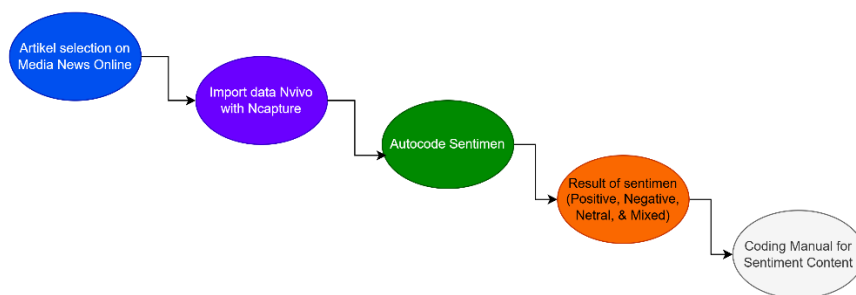 Artikel selection on
Media News Online
Import data Nvivo
with Ncapture
Autocode Sentimen
Result of sentimen
(Positive, Negative,
Netral, & Mixed)
Coding Manual for
Sentiment Content